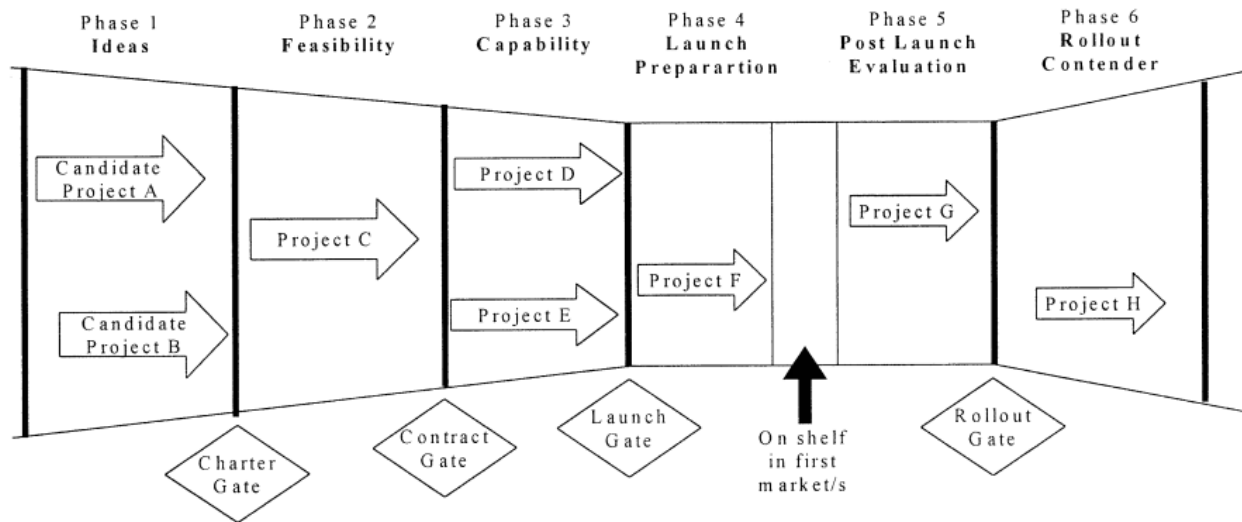 Phase 1
Ideas
Phase 2
Feasibility
Phase 3
Capability
Phase 4
Launch
Preparartion
Phase 5
Post Launch
Evaluation
Phase 6
Rollout
Contender
Candidate
Project A
Candidate
Project B
Project C
Project D
Project E
Project F
Project G
Project H
Charter
Gate
Contract
Gate
Launch
Gate
On shelf
in first
market/s
Rollout
Gate